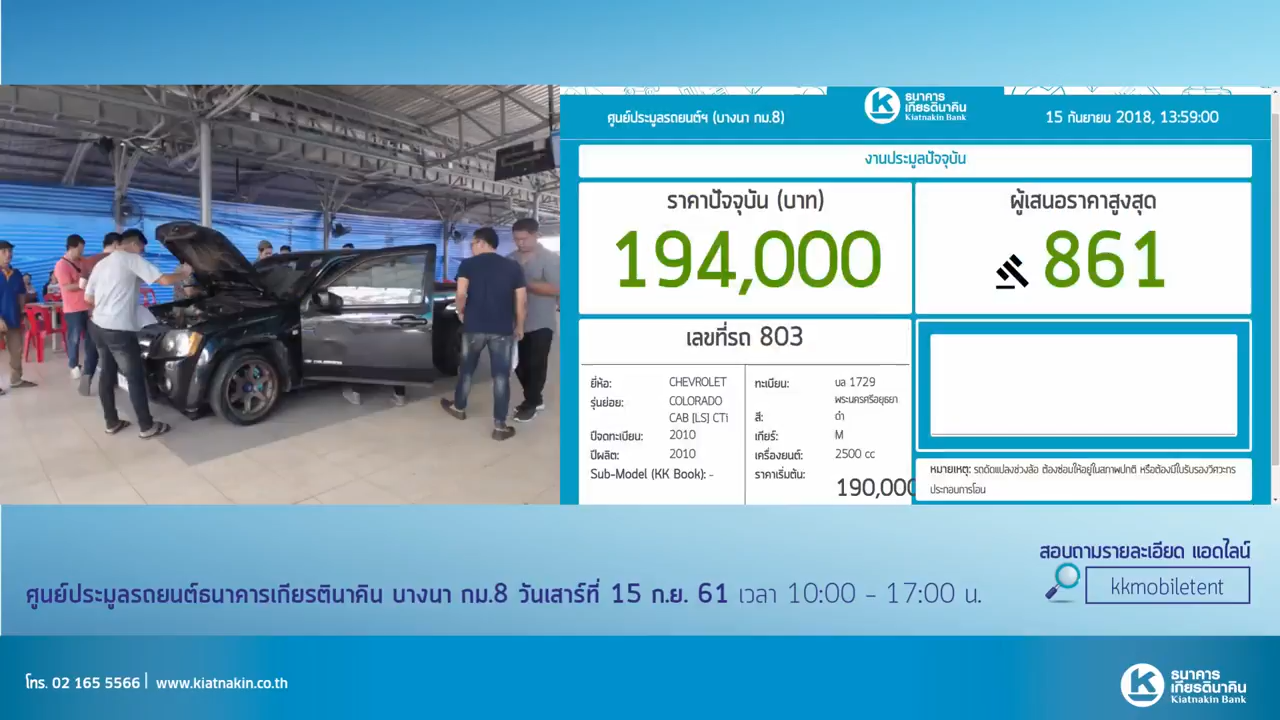 ศูนย์ประมูลรถยนต์ฯ (บางนา กม.8)
ธนาคาร
เกียรตินาคิน
Kiatnakin Bank
15 กันยายน 2018, 13:59:00
งานประมูลปัจจุบัน
ราคาปัจจุบัน (บาท)
194,000
ผู้เสนอราคาสูงสุด
861
เลขที่รถ 803
ยี่ห้อ: CHEVROLET
รุ่นย่อย: COLORADO
CAB [LS] CTi
ปีจดทะเบียน: 2010
ปีผลิต: 2010
Sub-Model (KK Book): -
ทะเบียน: บล 1729
พระนครศรีอยุธยา
สี: ดำ
เกียร์: M
เครื่องยนต์: 2500 cc
ราคาเริ่มต้น:
190,000
หมายเหตุ: รถดัดแปลงช่วงล้อ ต้องซ่อมให้อยู่ในสภาพปกติ หรือต้องมีใบรับรองวิศวะกร
ประกอบการโอน
COLORADO
สอบถามรายละเอียด แอดไลน์
kkmobiletent
ศูนย์ประมูลรถยนต์ธนาคารเกียรตินาคิน บางนา กม.8 วันเสาร์ที่ 15 ก.ย. 61 เวลา 10:00 - 17:00 น.
โทร. 02 165 5566 | www.kiatnakin.co.th
ธนาคาร
เกียรตินาคิน
Kiatnakin Bank